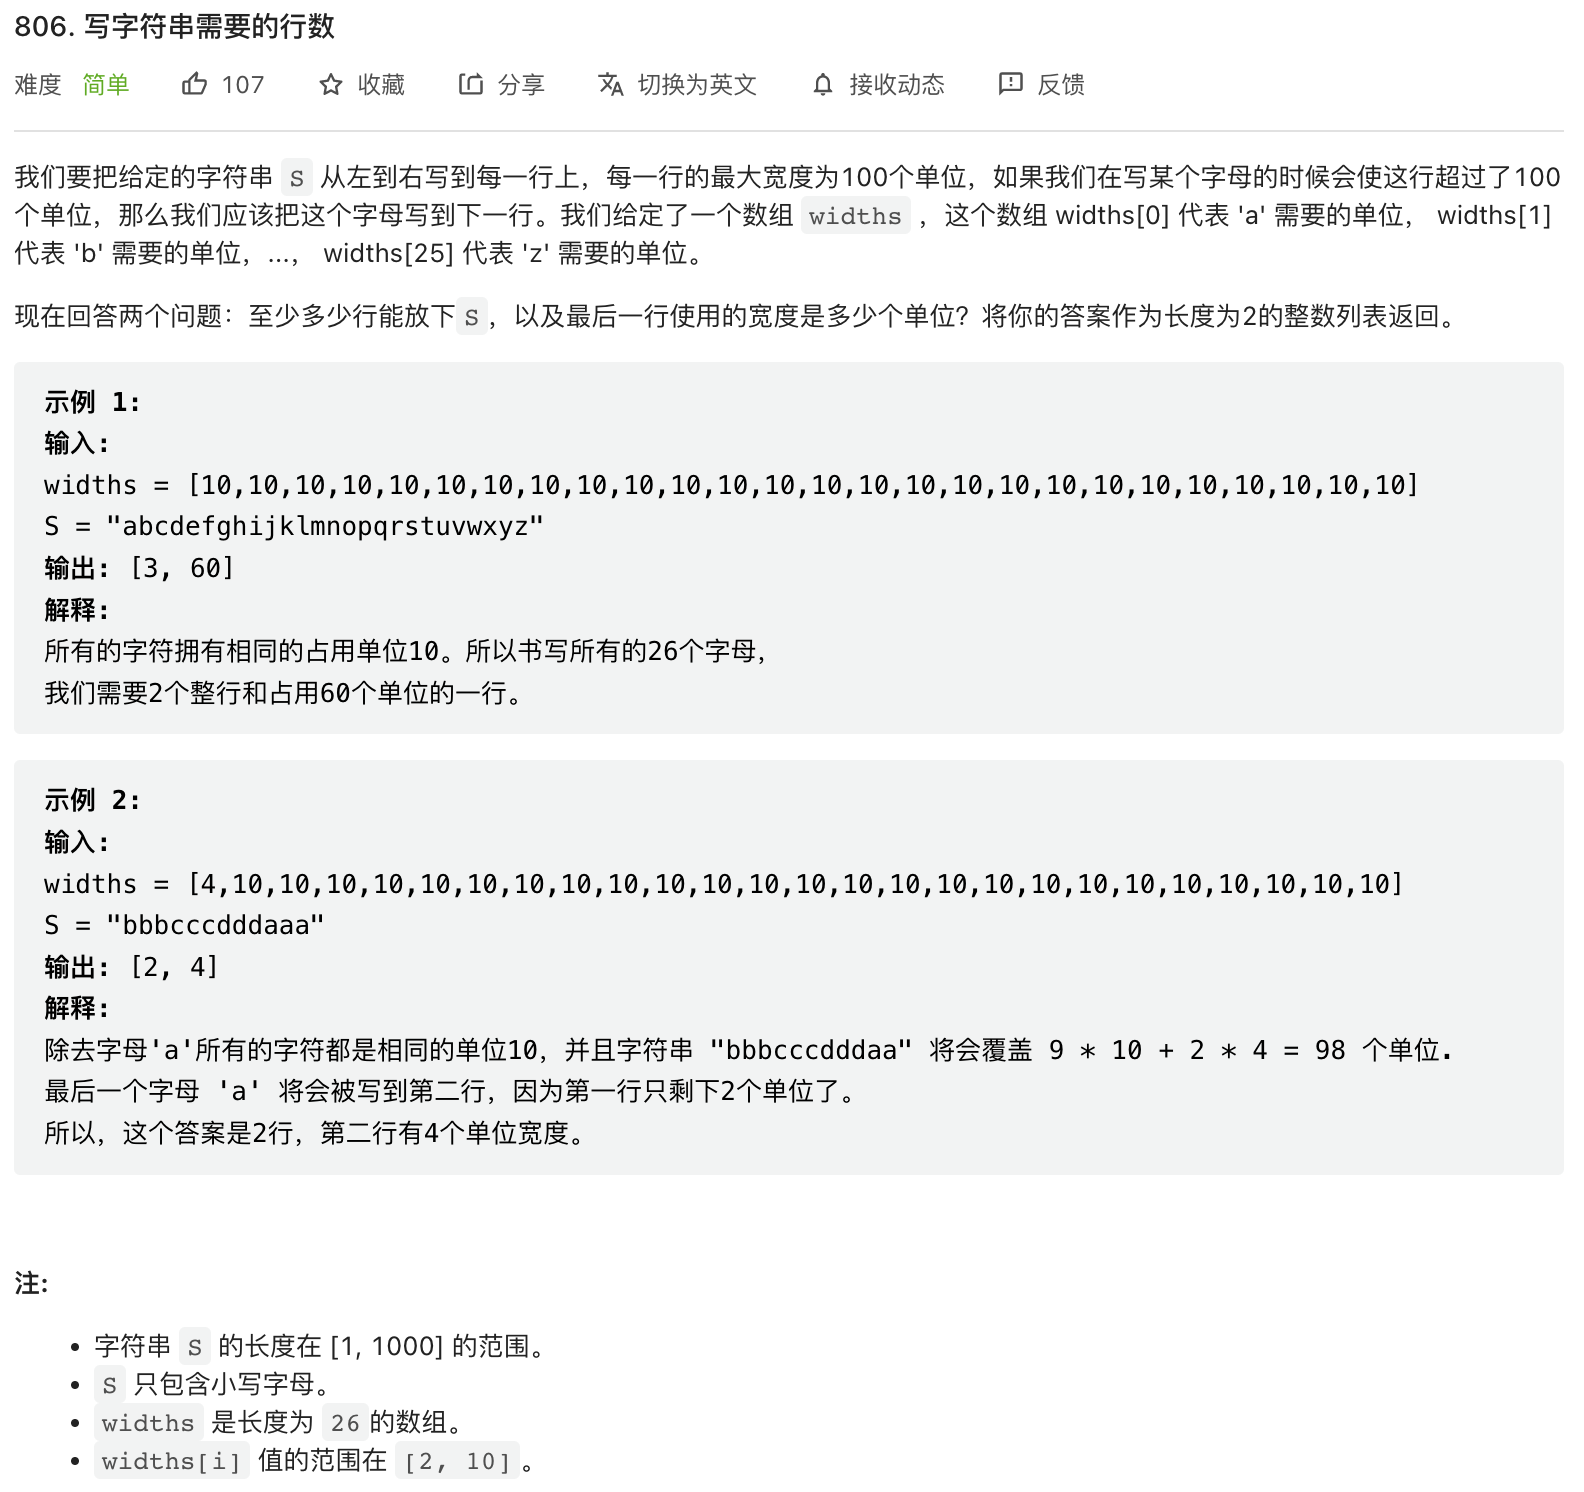 806. 写字符串需要的行数
难度 简单 107 收藏 分享 切换为英文 接收动态 反馈
我们要把给定的字符串 S 从左到右写到每一行上，每一行的最大宽度为100个单位，如果我们在写某个字母的时候会使这行超过了100
个单位，那么我们应该把这个字母写到下一行。我们给定了一个数组 widths ，这个数组 widths[0] 代表 'a' 需要的单位， widths[1]
代表 'b' 需要的单位，...， widths[25] 代表 'z' 需要的单位。
现在回答两个问题：至少多少行能放下S，以及最后一行使用的宽度是多少个单位？将你的答案作为长度为2的整数列表返回。
示例 1:
输入:
widths = [10,10,10,10,10,10,10,10,10,10,10,10,10,10,10,10,10,10,10,10,10,10,10,10,10,10]
S = "abcdefghijklmnopqrstuvwxyz"
输出: [3, 60]
解释:
所有的字符拥有相同的占用单位10。所以书写所有的26个字母，
我们需要2个整行和占用60个单位的一行。
示例 2:
输入:
widths = [4,10,10,10,10,10,10,10,10,10,10,10,10,10,10,10,10,10,10,10,10,10,10,10,10,10]
S = "bbbcccdddaaa"
输出: [2, 4]
解释:
除去字母'a'所有的字符都是相同的单位10，并且字符串 "bbbcccdddaa" 将会覆盖 9 * 10 + 2 * 4 = 98 个单位.
最后一个字母 'a' 将会被写到第二行，因为第一行只剩下2个单位了。
所以，这个答案是2行，第二行有4个单位宽度。
注:
• 字符串 S 的长度在 [1, 1000] 的范围。
• S 只包含小写字母。
• widths 是长度为 26的数组。
• widths[i] 值的范围在 [2, 10]。